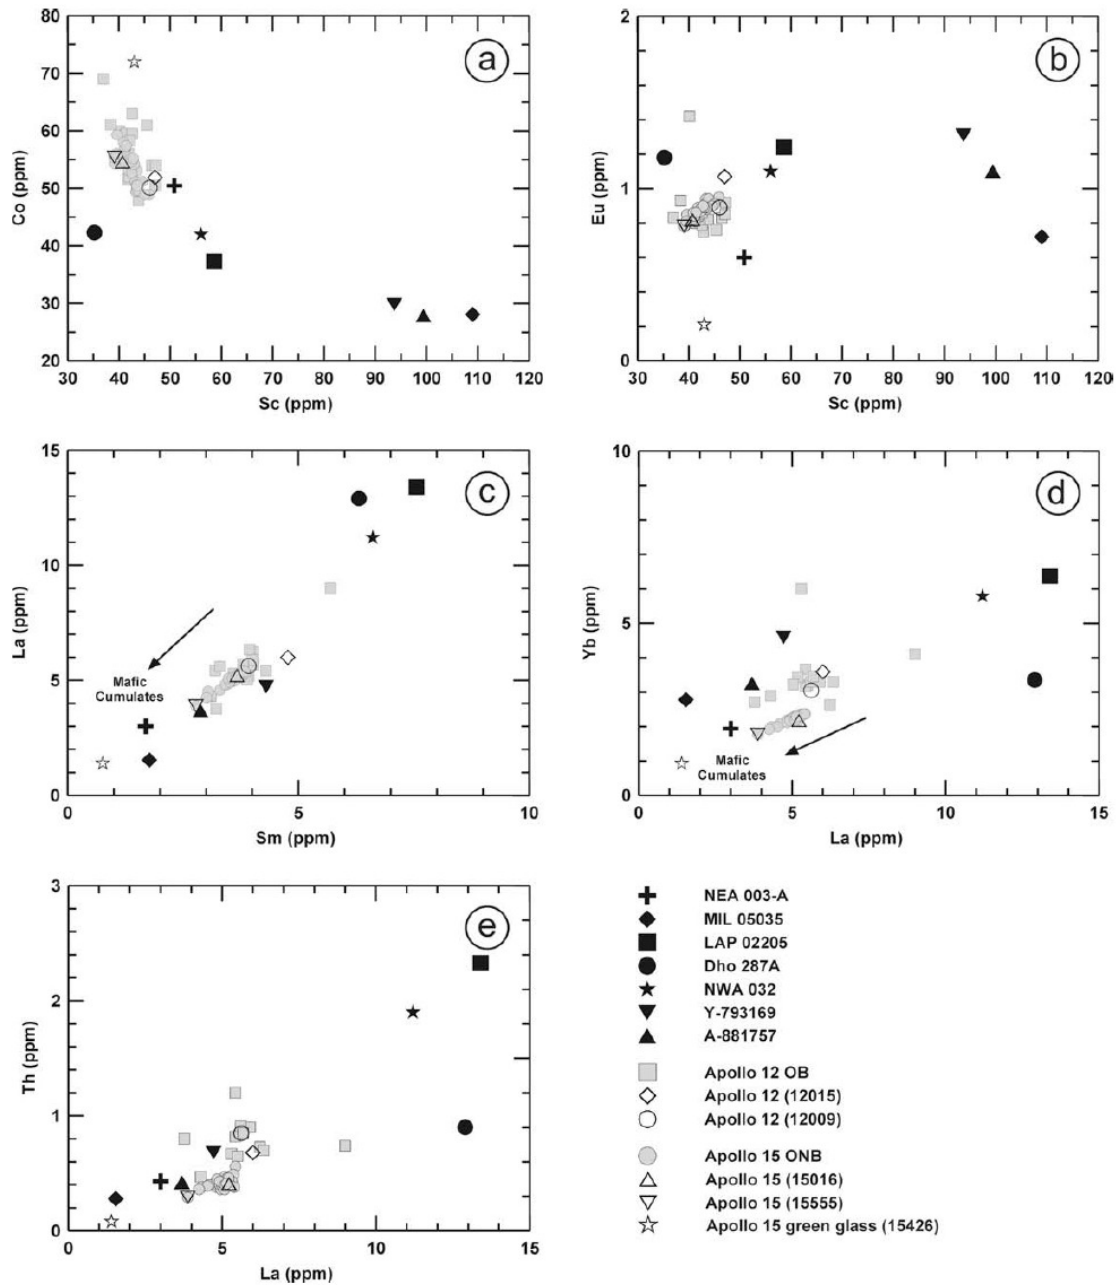 80
70
60
50
40
30
20
Co (ppm)
a
30 40 50 60 70 80 90 100 110 120
Sc (ppm)
2
1
0
Eu (ppm)
b
30 40 50 60 70 80 90 100 110 120
Sc (ppm)
15
10
5
0
La (ppm)
c
Mafic
Cumulates
0 5 10
Sm (ppm)
10
5
0
Yb (ppm)
d
Mafic
Cumulates
0 5 10 15
La (ppm)
3
2
1
0
Th (ppm)
e
0 5 10 15
La (ppm)
NEA 003-A
MIL 05035
LAP 02205
Dho 287A
NWA 032
Y-793169
A-881757
Apollo 12 OB
Apollo 12 (12015)
Apollo 12 (12009)
Apollo 15 ONB
Apollo 15 (15016)
Apollo 15 (15555)
Apollo 15 green glass (15426)